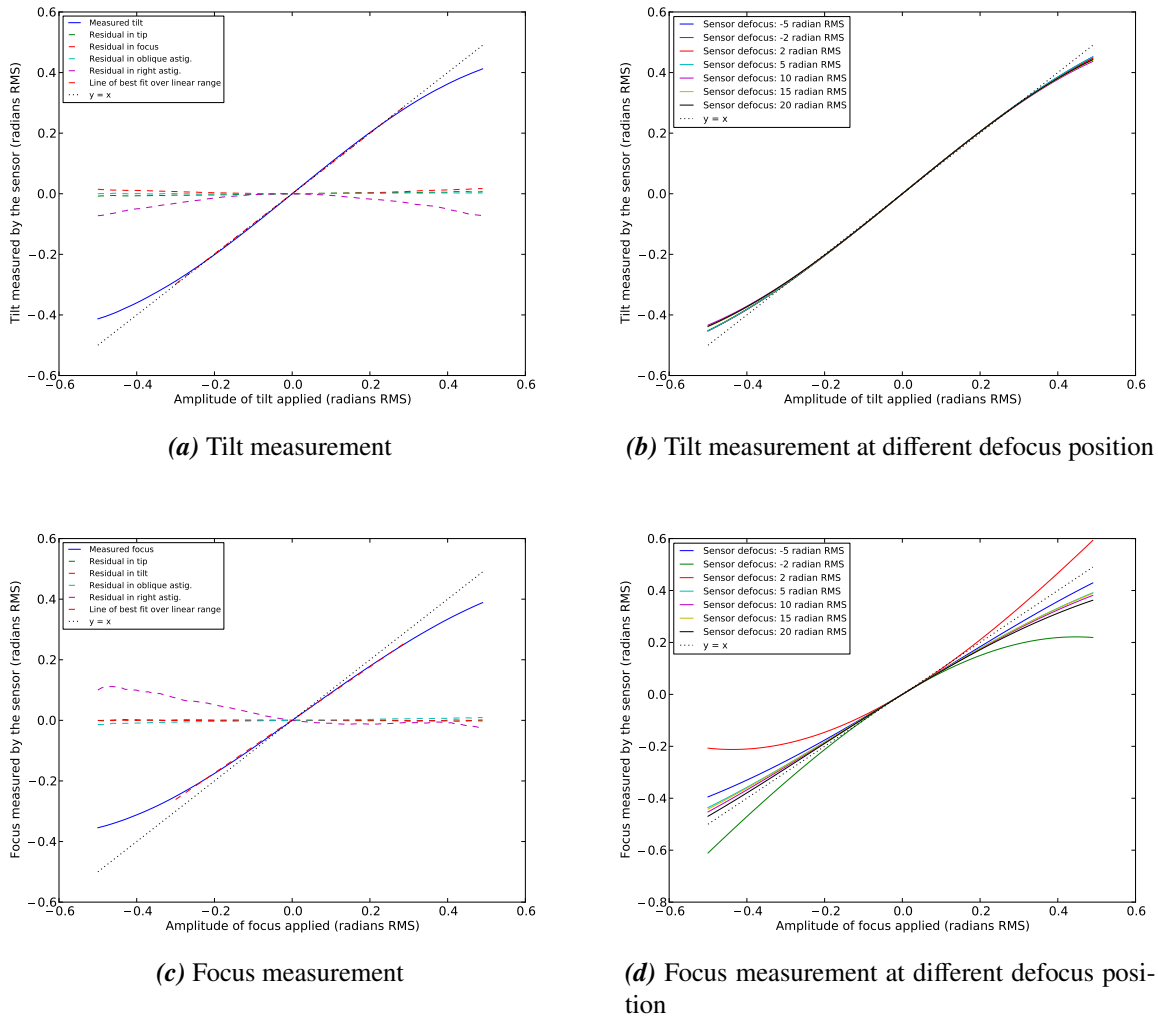 0.6
0.4
0.2
0.0
−0.2
−0.4
−0.6
−0.6
−0.4
−0.2
0.0
0.2
0.4
0.6
Tilt measured by the sensor (radians RMS)
Amplitude of tilt applied (radians RMS)
Measured tilt
Residual in tip
Residual in focus
Residual in oblique astig.
Residual in right astig.
Line of best fit over linear range
y = x
(a) Tilt measurement
0.6
0.4
0.2
0.0
−0.2
−0.4
−0.6
−0.6
−0.4
−0.2
0.0
0.2
0.4
0.6
Tilt measured by the sensor (radians RMS)
Amplitude of tilt applied (radians RMS)
Sensor defocus: -5 radian RMS
Sensor defocus: -2 radian RMS
Sensor defocus: 2 radian RMS
Sensor defocus: 5 radian RMS
Sensor defocus: 10 radian RMS
Sensor defocus: 15 radian RMS
Sensor defocus: 20 radian RMS
y = x
(b) Tilt measurement at different defocus position
0.6
0.4
0.2
0.0
−0.2
−0.4
−0.6
−0.6
−0.4
−0.2
0.0
0.2
0.4
0.6
Focus measured by the sensor (radians RMS)
Amplitude of focus applied (radians RMS)
Measured focus
Residual in tip
Residual in tilt
Residual in oblique astig.
Residual in right astig.
Line of best fit over linear range
y = x
(c) Focus measurement
0.6
0.4
0.2
0.0
−0.2
−0.4
−0.6
−0.8
−0.6
−0.4
−0.2
0.0
0.2
0.4
0.6
Focus measured by the sensor (radians RMS)
Amplitude of focus applied (radians RMS)
Sensor defocus: -5 radian RMS
Sensor defocus: -2 radian RMS
Sensor defocus: 2 radian RMS
Sensor defocus: 5 radian RMS
Sensor defocus: 10 radian RMS
Sensor defocus: 15 radian RMS
Sensor defocus: 20 radian RMS
y = x
(d) Focus measurement at different defocus posi-
tion